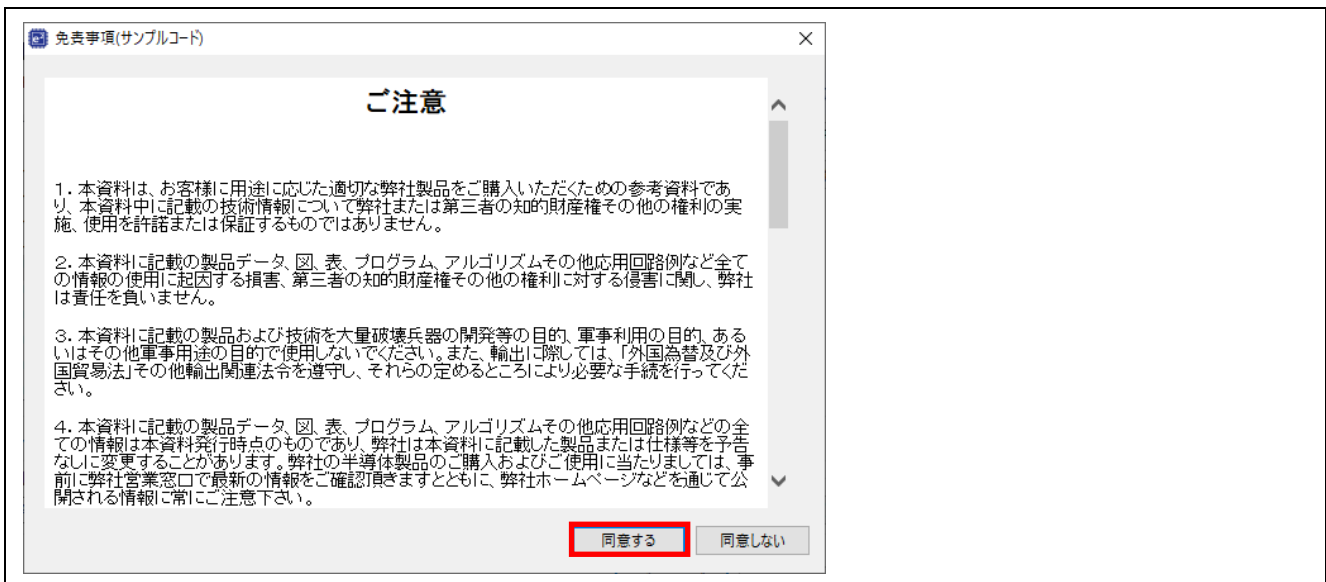 免責事項(サンプルコード)
ご注意
1. 本資料は、お客様に用途に応じた適切な弊社製品をご購入いただくための参考資料であ
り、本資料中に記載の技術情報について弊社または第三者の知的財産権その他の権利の実
施、使用を許諾または保証するものではありません。
2. 本資料に記載の製品データ、図、表、プログラム、アルゴリズムその他応用回路例など全て
の情報の使用に起因する損害、第三者の知的財産権その他の権利に対する侵害に関し、弊社
は責任を負いません。
3. 本資料に記載の製品および技術を大量破壊兵器の開発等の目的、軍事利用の目的、ある
いはその他軍事用途の目的で使用しないでください。また、輸出に際しては、「外国為替及び外
国貿易法」その他輸出関連法令を遵守し、それらの定めるところにより必要な手続を行ってくだ
さい。
4. 本資料に記載の製品データ、図、表、プログラム、アルゴリズムその他応用回路例などの全
ての情報は本資料発行時点のものであり、弊社は本資料に記載した製品または仕様等を予告
なしに変更することがあります。弊社の半導体製品のご購入およびご使用に当たりましては、事
前に弊社営業窓口で最新の情報をご確認頂きますとともに、弊社ホームページなどを通じて公
開される情報に常にご注意下さい。
同意する 同意しない